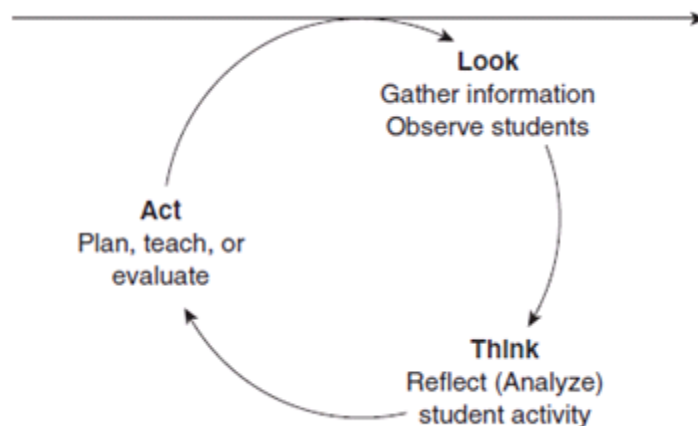 Look
Gather information
Observe students
Act
Plan, teach, or
evaluate
Think
Reflect (Analyze)
student activity